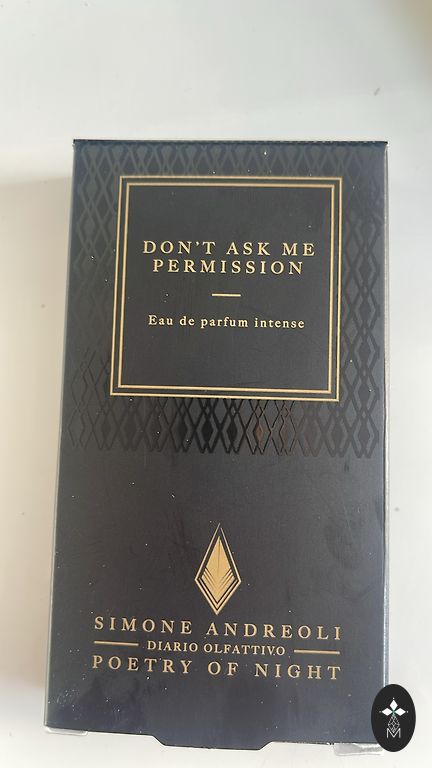 DON'T ASK ME
PERMISSION
Eau de parfum intense
SIMONE ANDREOLI
DIARIO OLFATTIVO
POETRY OF NIGHT
M